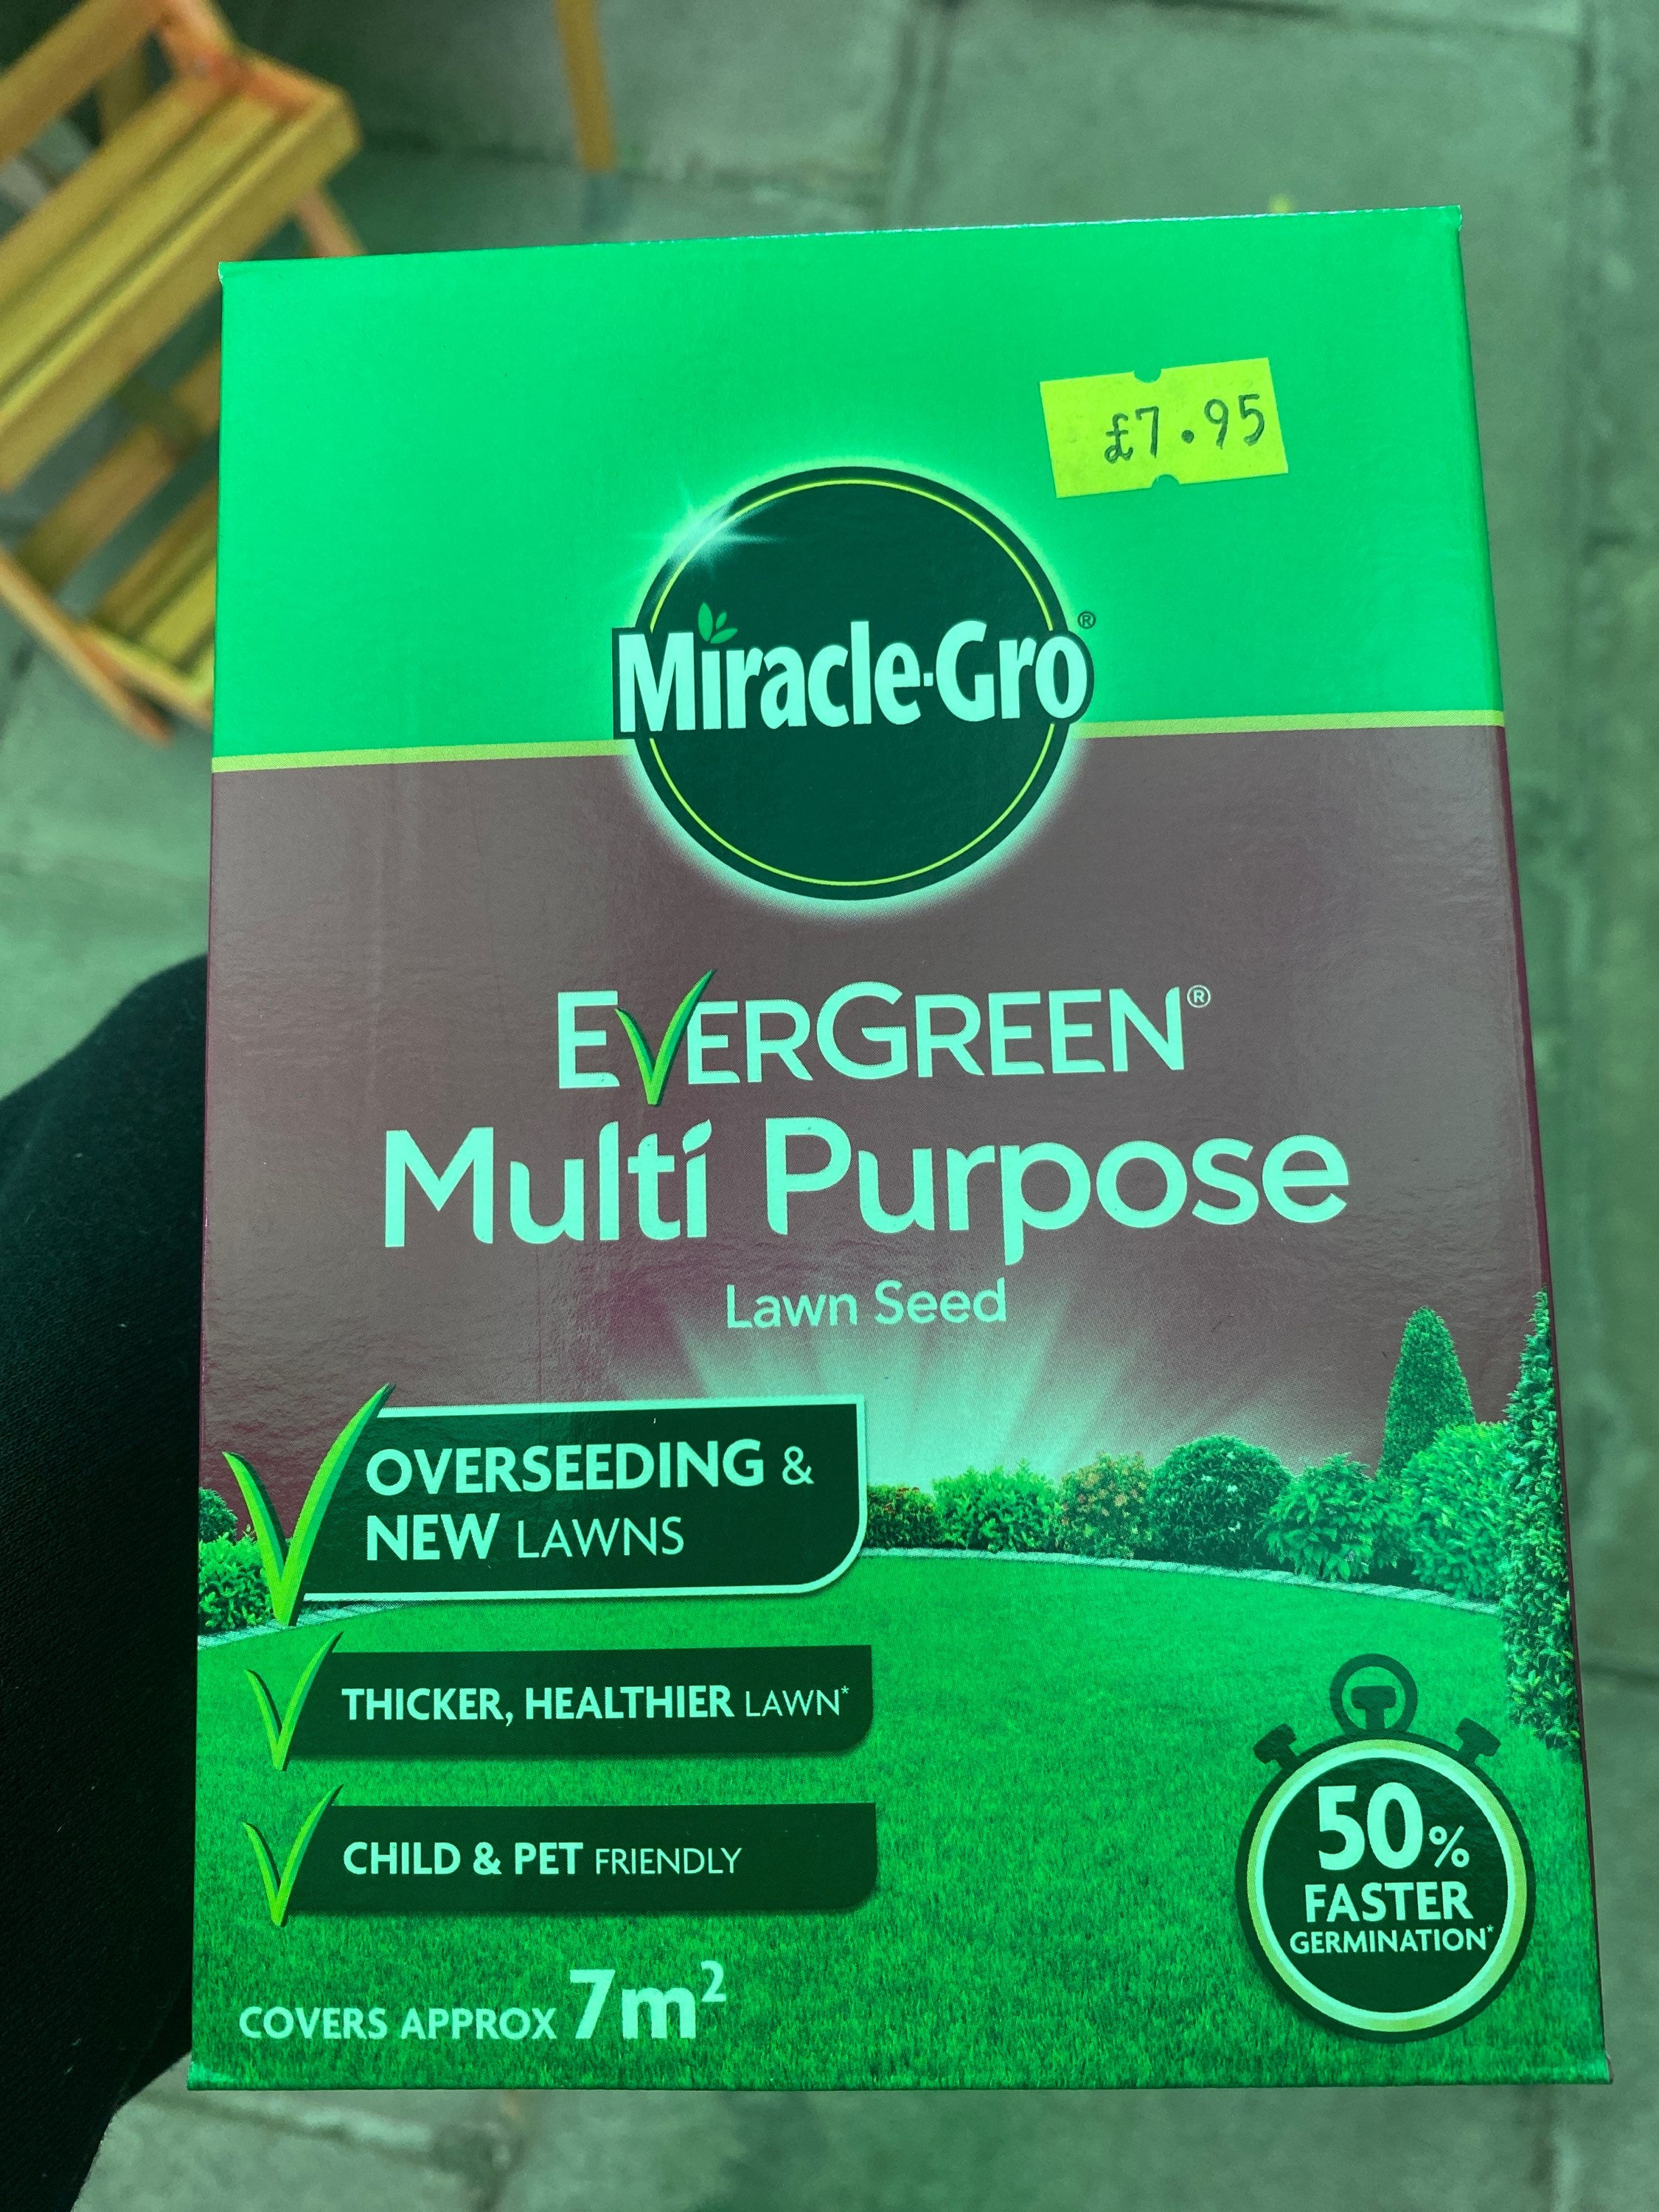 £7.95
Miracle-Gro®
EVERGREEN®
Multi Purpose
Lawn Seed
OVERSEEDING &
NEW LAWNS
THICKER, HEALTHIER LAWN*
CHILD & PET FRIENDLY
50%
FASTER
GERMINATION*
COVERS APPROX 7m²